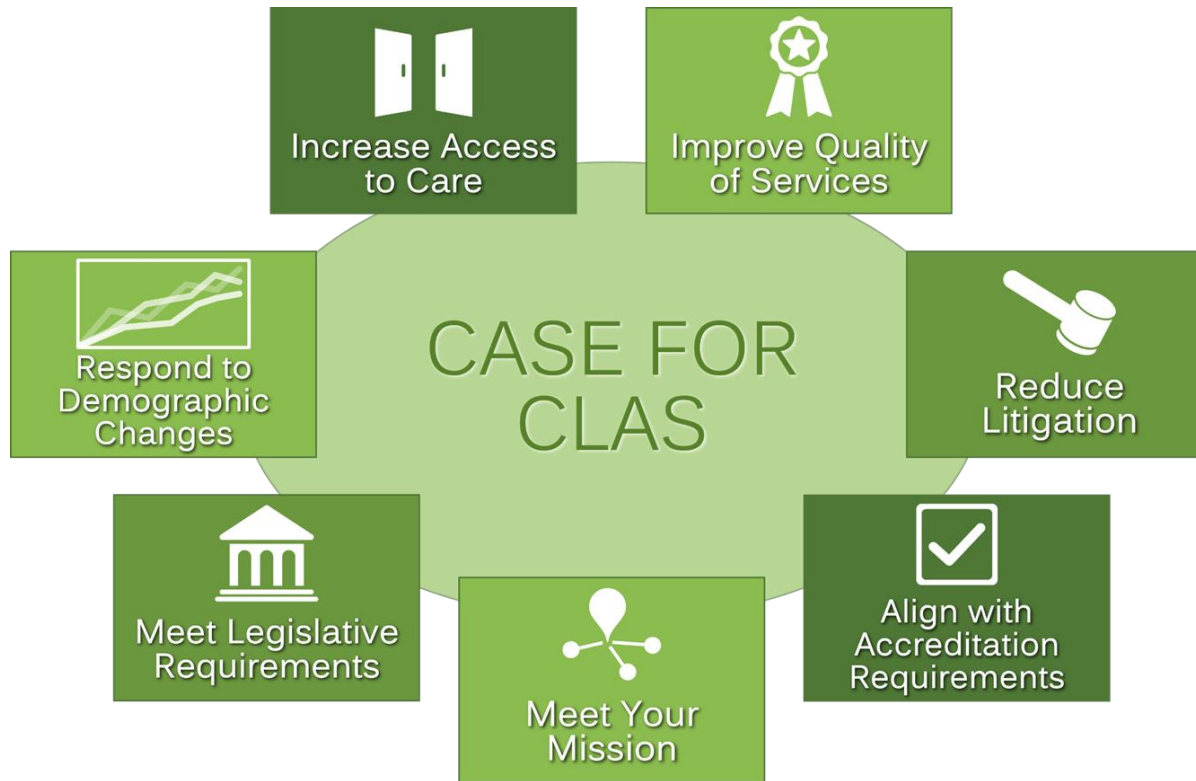 Increase Access
to Care
Improve Quality
of Services
Respond to
Demographic
Changes
CASE FOR
CLAS
Reduce
Litigation
Meet Legislative
Requirements
Meet Your
Mission
Align with
Accreditation
Requirements